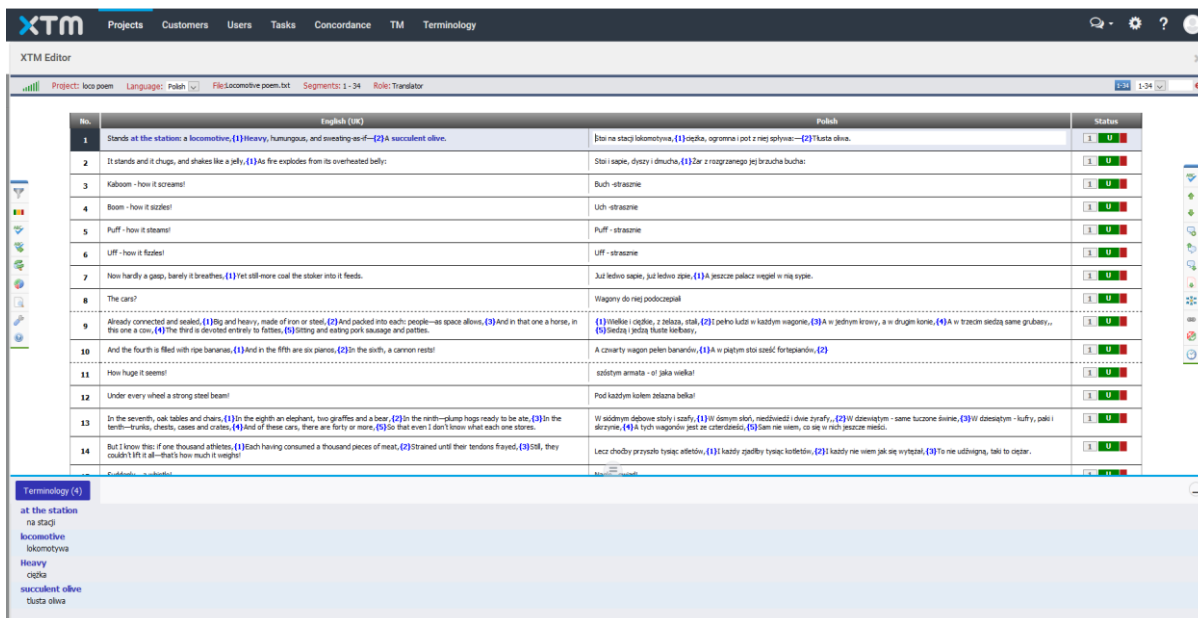 XTM Projects Customers Users Tasks Concordance TM Terminology ?
XTM Editor
Project: loco poem Language: Polish File:Locomotive poem.txt Segments: 1 - 34 Role: Translator 1-34 1-34
No. English (UK) Polish Status
1 Stands at the station: a locomotive,{1}Heavy, humungous, and sweating-as-if—{2}A succulent olive. Stoi na stacji lokomotywa,{1}ciężka, ogromna i pot z niej spływa:—{2}Tłusta oliwa. 1 U
2 It stands and it chugs, and shakes like a jelly,{1}As fire explodes from its overheated belly: Stoi i sapie, dyszy i dmucha,{1}Żar z rozgrzanego jej brzucha bucha: 1 U
3 Kaboom - how it screams! Buch -strasznie 1 U
4 Boom - how it sizzles! Uch -strasznie 1 U
5 Puff - how it steams! Puff - strasznie 1 U
6 Uff - how it fizzles! Uff - strasznie 1 U
7 Now hardly a gasp, barely it breathes,{1}Yet still-more coal the stoker into it feeds. Już ledwo sapie, już ledwo zipie,{1}A jeszcze palacz węgiel w nią sypie. 1 U
8 The cars? Wagony do niej podoczepiali 1 U
9 Already connected and sealed,{1}Big and heavy, made of iron or steel,{2}And packed into each: people—as space allows,{3}And in that one a horse, in {1}Wielkie i ciężkie, z żelaza, stali,{2}I pełno ludzi w każdym wagonie,{3}A w jednym krowy, a w drugim konie,{4}A w trzecim siedzą same grubasy,, 1 U
this one a cow,{4}The third is devoted entirely to fatties,{5}Sitting and eating pork sausage and patties. {5}Siedzą i jedzą tłuste kiełbasy,
10 And the fourth is filled with ripe bananas,{1}And in the fifth are six pianos,{2}In the sixth, a cannon rests! A czwarty wagon pełen bananów,{1}A w piątym stoi sześć fortepianów,{2} 1 U
11 How huge it seems! szóstym armata - o! jaka wielka! 1 U
12 Under every wheel a strong steel beam! Pod każdym kołem żelazna belka! 1 U
13 In the seventh, oak tables and chairs,{1}In the eighth an elephant, two giraffes and a bear,{2}In the ninth—plump hogs ready to be ate,{3}In the W siódmym dębowe stoły i szafy,{1}W ósmym słoń, niedźwiedź i dwie żyrafy,,{2}W dziewiątym - same tuczone świnie,{3}W dziesiątym - kufry, paki i 1 U
tenth—trunks, chests, cases and crates,{4}And of these cars, there are forty or more,{5}So that even I don't know what each one stores. skrzynie,{4}A tych wagonów jest ze czterdzieści,{5}Sam nie wiem, co się w nich jeszcze mieści.
14 But I know this: if one thousand athletes,{1}Each having consumed a thousand pieces of meat,{2}Strained until their tendons frayed,{3}Still, they Lecz choćby przyszło tysiąc atletów,{1}I każdy zjadłby tysiąc kotletów,{2}I każdy nie wiem jak się wytężał,{3}To nie udźwigną, taki to ciężar. 1 U
couldn't lift it all—that's how much it weighs!
Terminology (4)
at the station
na stacji
locomotive
lokomotywa
Heavy
ciężka
succulent olive
tłusta oliwa